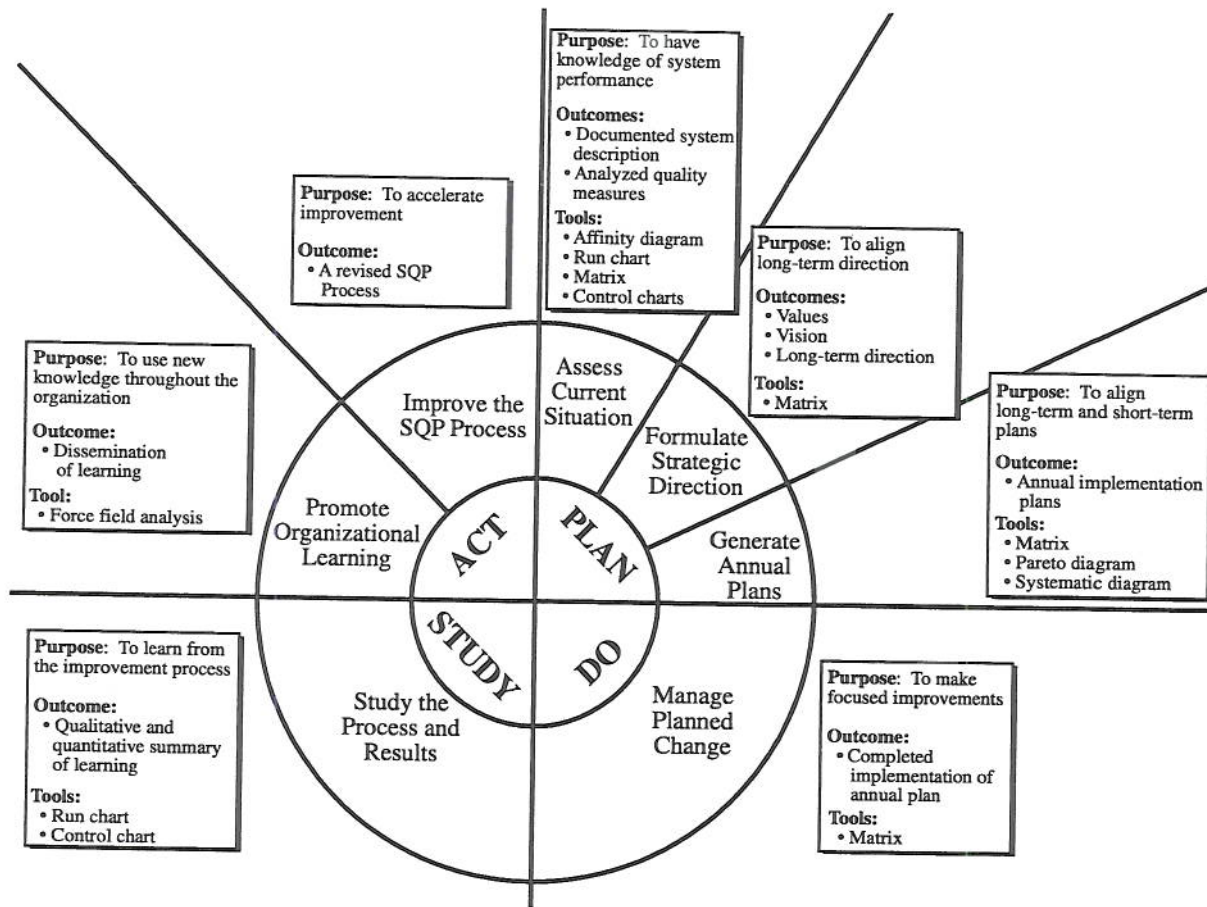 Purpose: To have
knowledge of system
performance
Outcomes:
• Documented system
description
• Analyzed quality
measures
Tools:
• Affinity diagram
• Run chart
• Matrix
• Control charts
Purpose: To accelerate
improvement
Outcome:
• A revised SQP
Process
Purpose: To align
long-term direction
Outcomes:
• Values
• Vision
• Long-term direction
Tools:
• Matrix
Purpose: To use new
knowledge throughout the
organization
Outcome:
• Dissemination
of learning
Tool:
• Force field analysis
Purpose: To align
long-term and short-term
plans
Outcome:
• Annual implementation
plans
Tools:
• Matrix
• Pareto diagram
• Systematic diagram
Improve the
SQP Process
Assess
Current
Situation
Formulate
Strategic
Direction
Promote
Organizational
Learning
Generate
Annual
Plans
ACT
PLAN
STUDY
DO
Study the
Process and
Results
Manage
Planned
Change
Purpose: To learn from
the improvement process
Outcome:
• Qualitative and
quantitative summary
of learning
Tools:
• Run chart
• Control chart
Purpose: To make
focused improvements
Outcome:
• Completed
implementation of
annual plan
Tools:
• Matrix